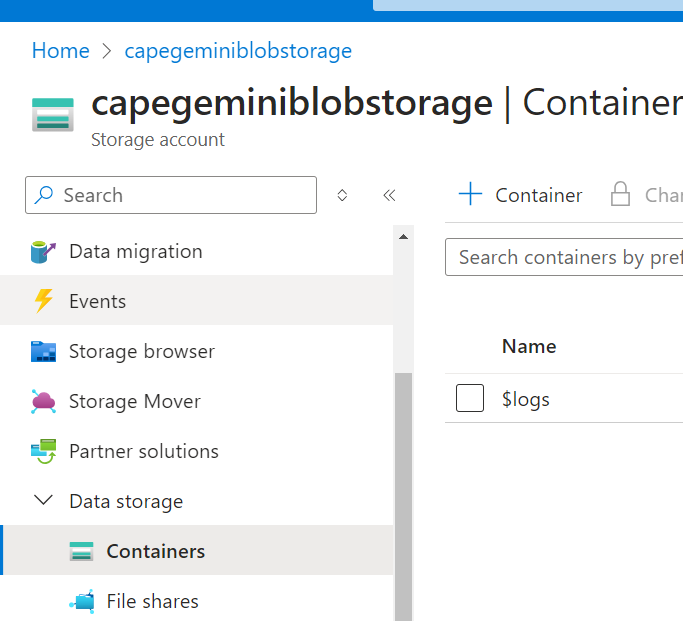 Home > capegeminiblobstorage
capegeminiblobstorage | Container
Storage account
Search
Container
Chan
Data migration
Search containers by pref
Events
Name
Storage browser
$logs
Storage Mover
Partner solutions
Data storage
Containers
File shares